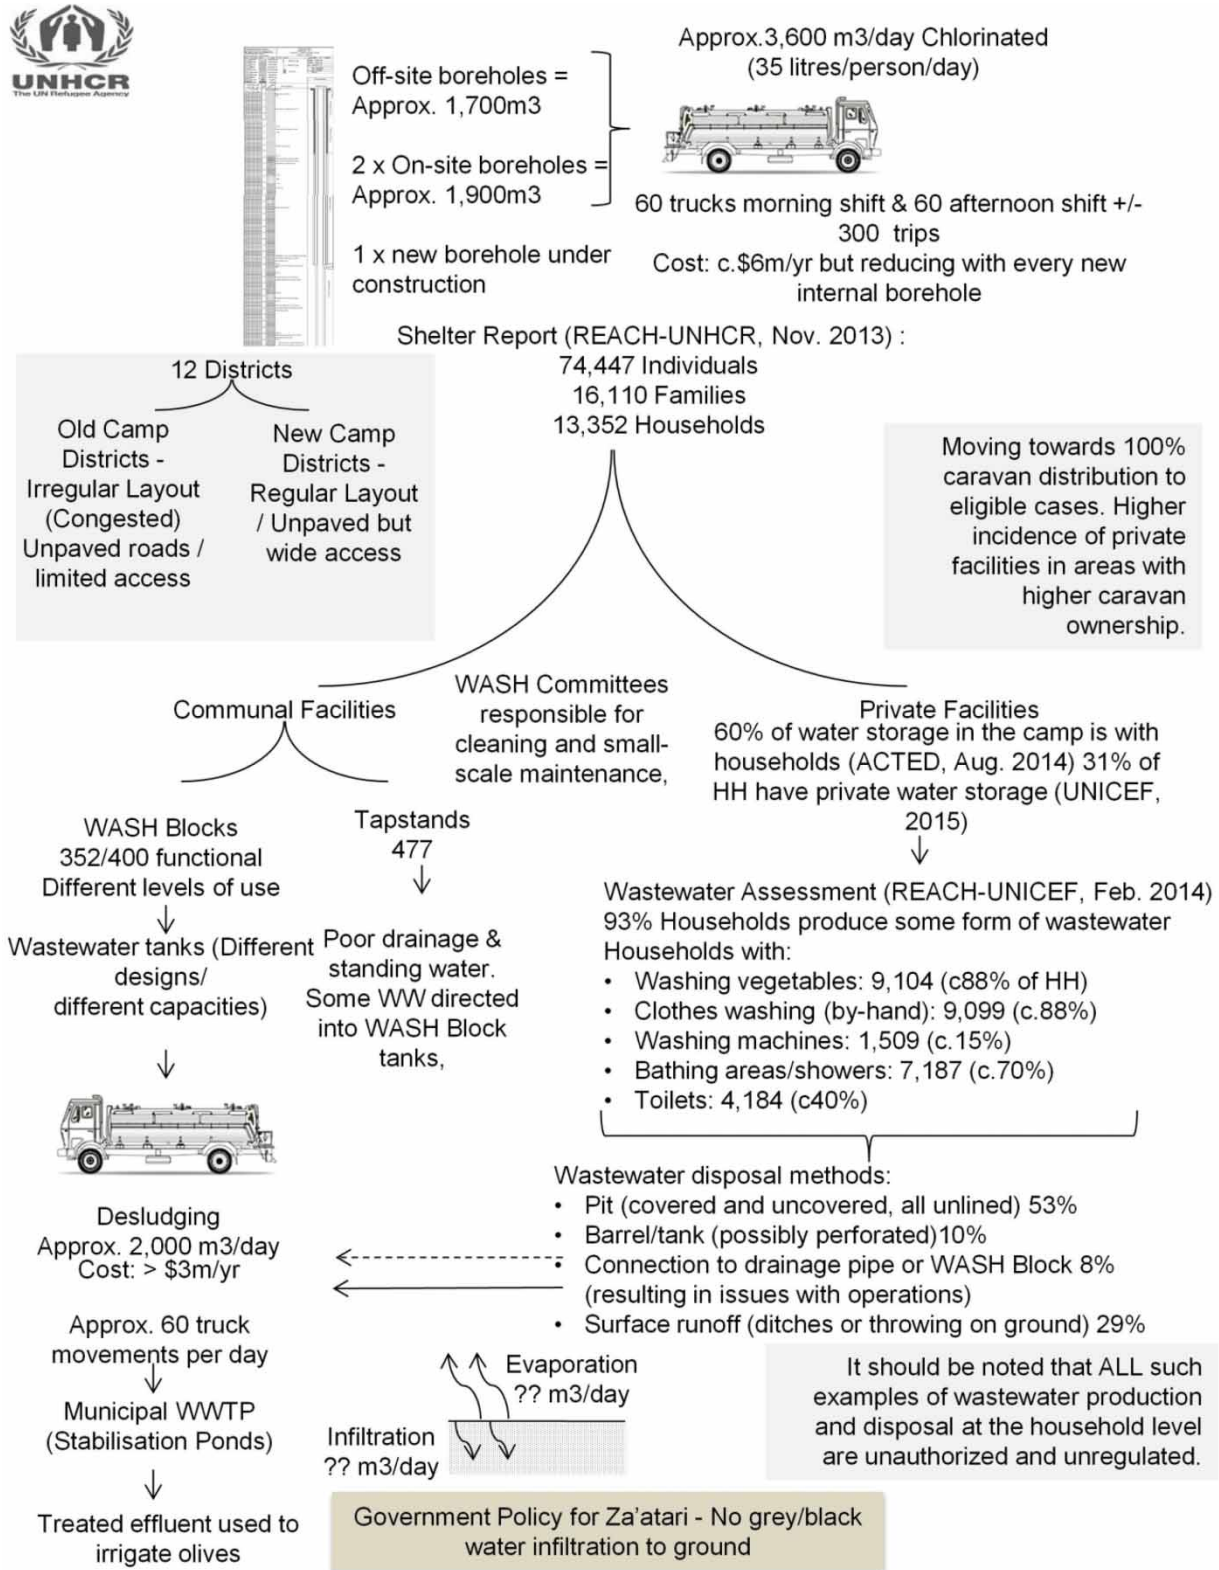 UNHCR
The UN Refugee Agency
Off-site boreholes =
Approx. 1,700m3
2 x On-site boreholes =
Approx. 1,900m3
1 x new borehole under
construction
Approx.3,600 m3/day Chlorinated
(35 litres/person/day)
60 trucks morning shift & 60 afternoon shift +/-
300 trips
Cost: c.$6m/yr but reducing with every new
internal borehole
Shelter Report (REACH-UNHCR, Nov. 2013) :
74,447 Individuals
16,110 Families
13,352 Households
12 Districts
Old Camp
Districts -
Irregular Layout
(Congested)
Unpaved roads /
limited access
New Camp
Districts -
Regular Layout
/ Unpaved but
wide access
Moving towards 100%
caravan distribution to
eligible cases. Higher
incidence of private
facilities in areas with
higher caravan
ownership.
Communal Facilities
WASH Committees
responsible for
cleaning and small-
scale maintenance,
Private Facilities
60% of water storage in the camp is with
households (ACTED, Aug. 2014) 31% of
HH have private water storage (UNICEF,
2015)
WASH Blocks
352/400 functional
Different levels of use
Tapstands
477
Wastewater tanks (Different
designs/
different capacities)
Poor drainage &
standing water.
Some WW directed
into WASH Block
tanks,
Wastewater Assessment (REACH-UNICEF, Feb. 2014)
93% Households produce some form of wastewater
Households with:
• Washing vegetables: 9,104 (c88% of HH)
• Clothes washing (by-hand): 9,099 (c.88%)
• Washing machines: 1,509 (c.15%)
• Bathing areas/showers: 7,187 (c.70%)
• Toilets: 4,184 (c40%)
Desludging
Approx. 2,000 m3/day
Cost: > $3m/yr
Approx. 60 truck
movements per day
Municipal WWTP
(Stabilisation Ponds)
Treated effluent used to
irrigate olives
Wastewater disposal methods:
• Pit (covered and uncovered, all unlined) 53%
• Barrel/tank (possibly perforated)10%
• Connection to drainage pipe or WASH Block 8%
(resulting in issues with operations)
• Surface runoff (ditches or throwing on ground) 29%
Evaporation
?? m3/day
Infiltration
?? m3/day
It should be noted that ALL such
examples of wastewater production
and disposal at the household level
are unauthorized and unregulated.
Government Policy for Za'atari - No grey/black
water infiltration to ground